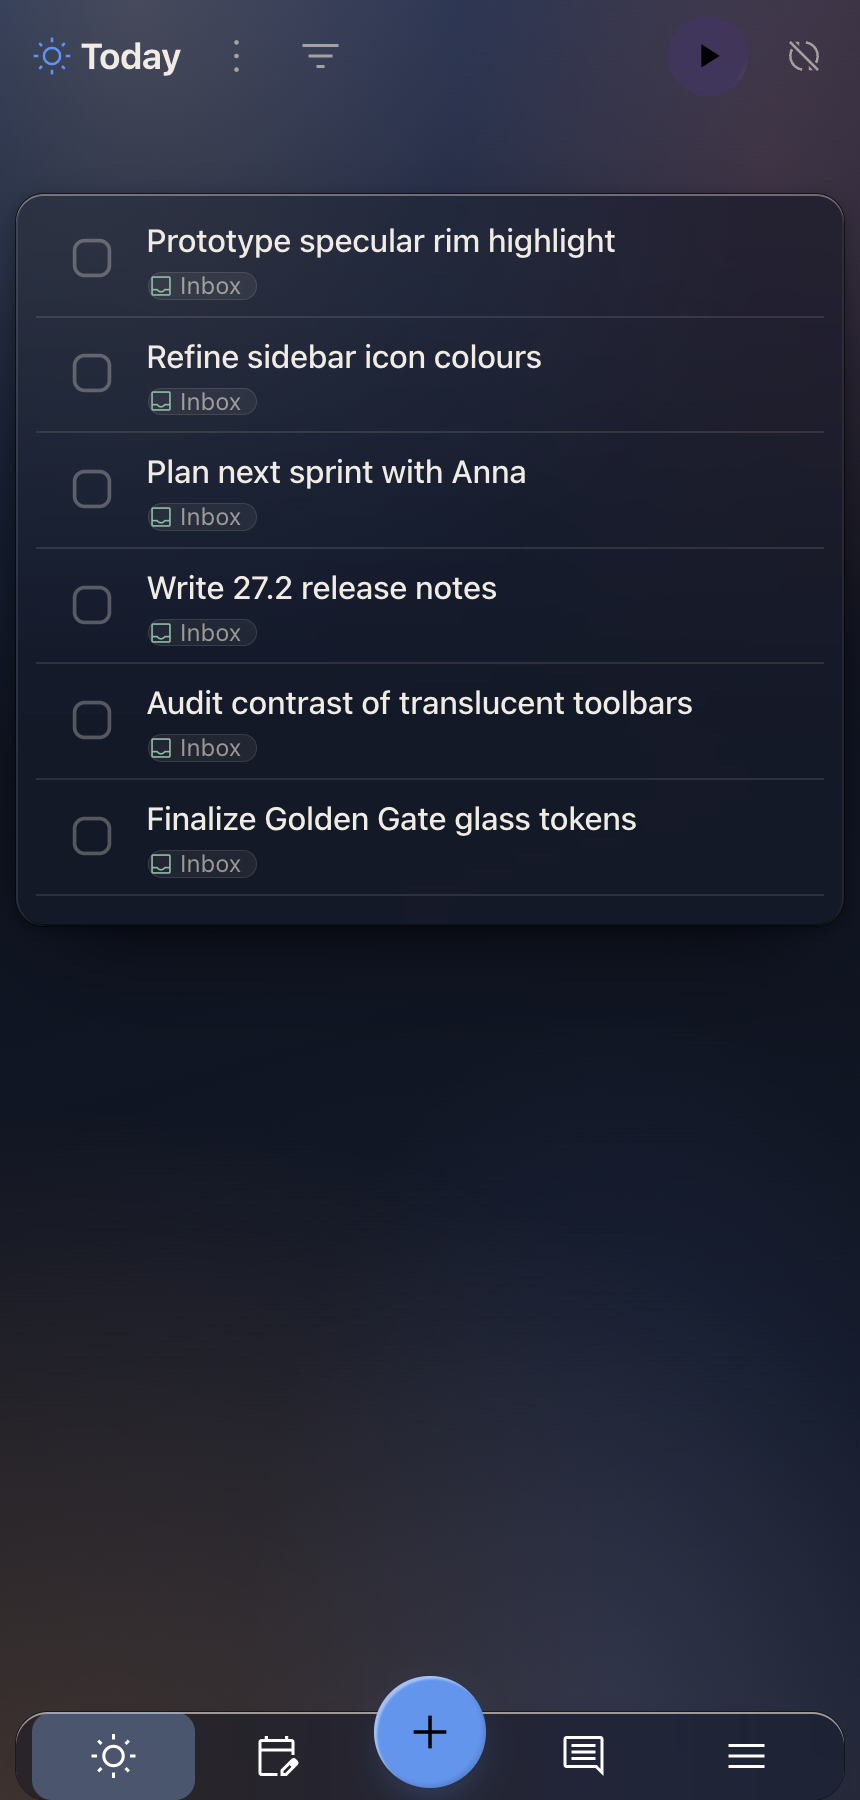 Today
Prototype specular rim highlight
Inbox
Refine sidebar icon colours
Inbox
Plan next sprint with Anna
Inbox
Write 27.2 release notes
Inbox
Audit contrast of translucent toolbars
Inbox
Finalize Golden Gate glass tokens
Inbox